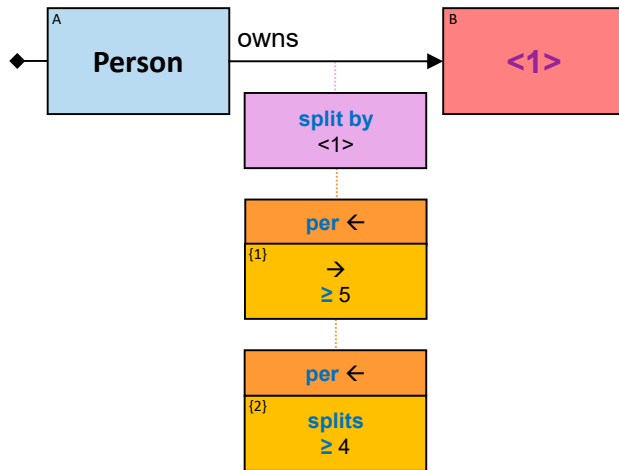 A
Person
owns
B
<1>
split by
<1>
per ←
{1}
→
≥ 5
per ←
{2}
splits
≥ 4